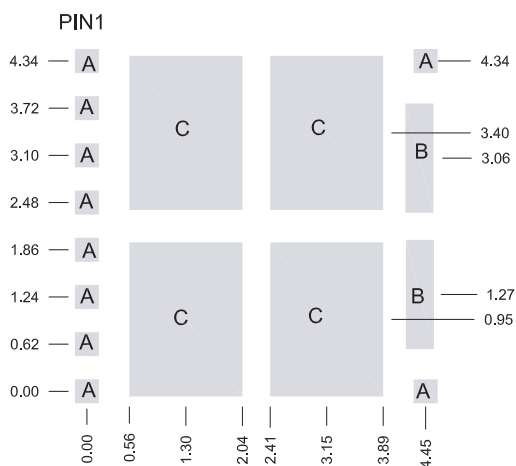 PIN1
4.34 A A 4.34
3.72 A
C C 3.40
3.10 A B 3.06
2.48 A
1.86 A
1.24 A B 1.27
C C 0.95
0.62 A
0.00 A A
0.00 0.56 1.30 2.04 2.41 3.15 3.89 4.45